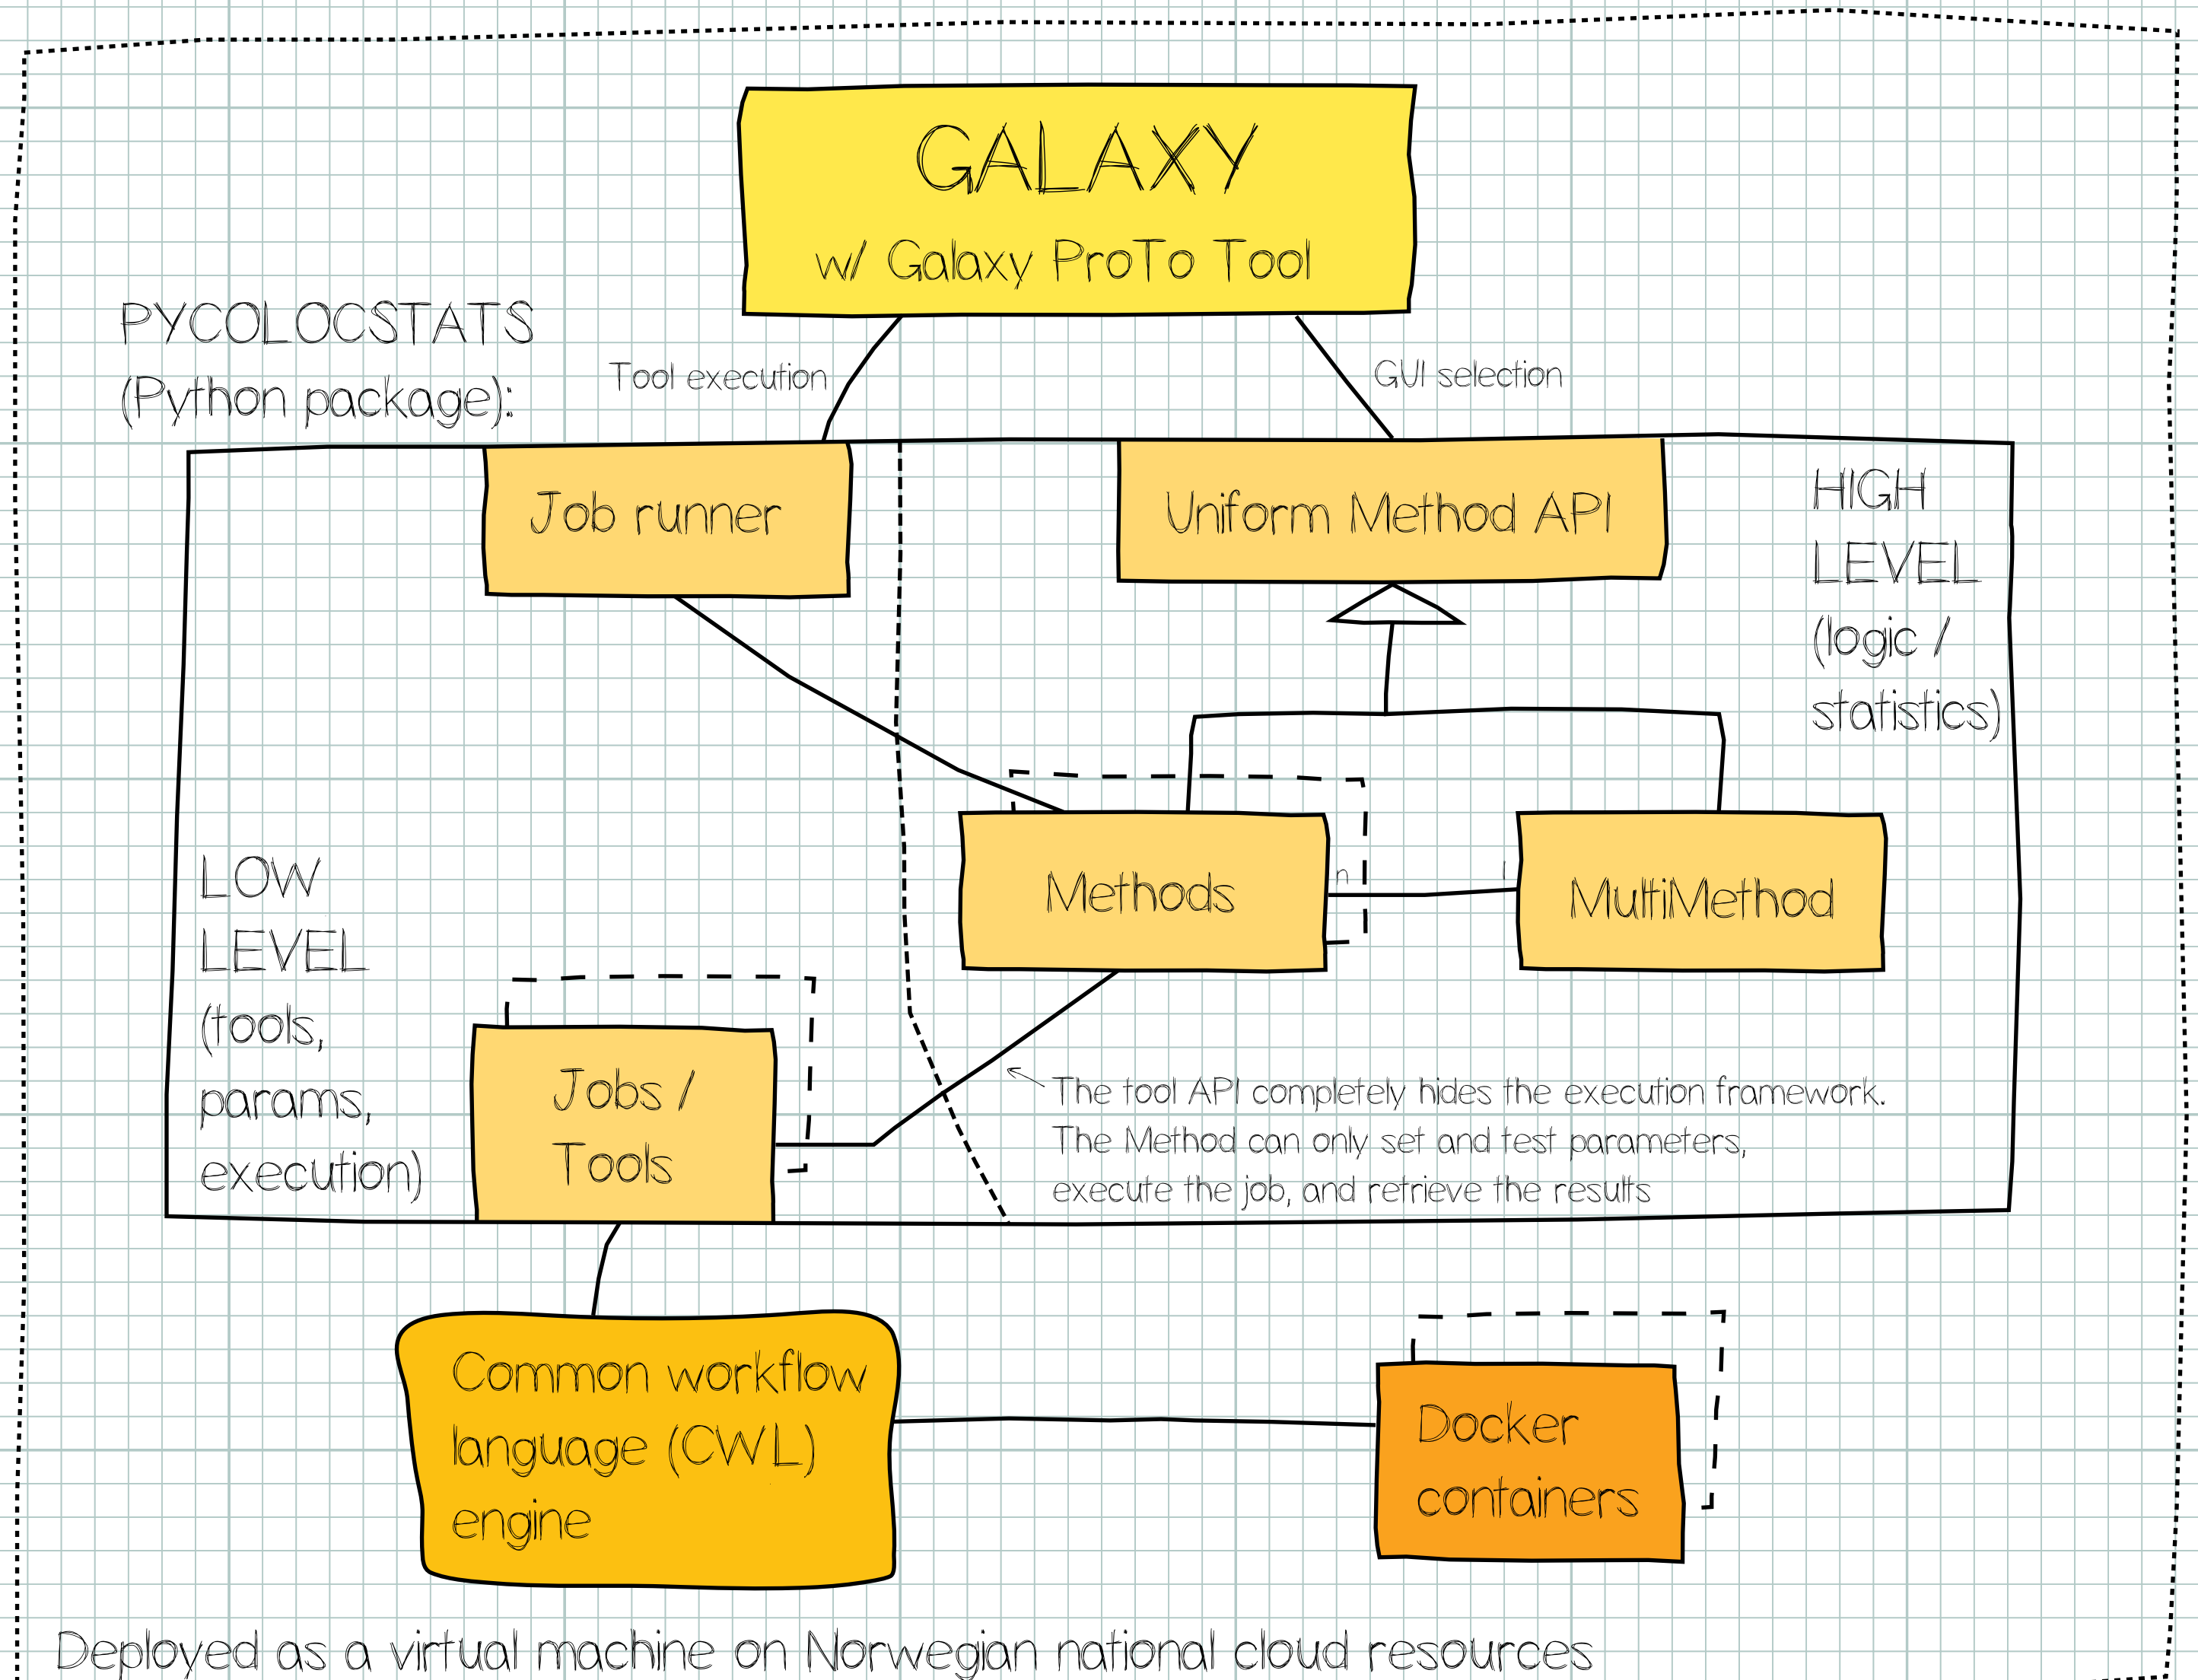 GALAXY
w/ Galaxy ProTo Tool
PYCOLOCSTATS
(Python package):
Tool execution
GUI selection
Job runner
Uniform Method API
HIGH
LEVEL
(logic /
statistics)
LOW
LEVEL
(tools,
params,
execution)
Methods
n
1
MultiMethod
Jobs /
Tools
The tool API completely hides the execution framework.
The Method can only set and test parameters,
execute the job, and retrieve the results
Common workflow
language (CWL)
engine
Docker
containers
Deployed as a virtual machine on Norwegian national cloud resources